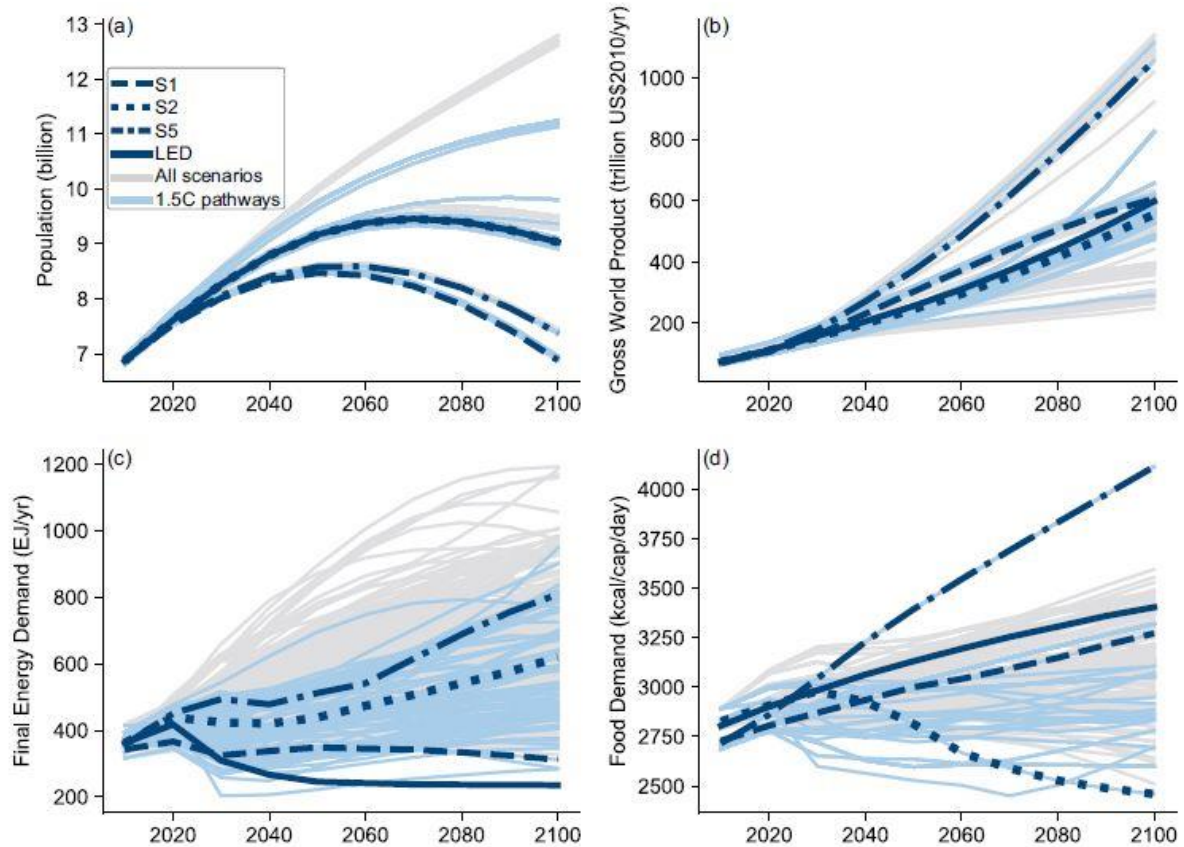 (a)
Population (billion)
13
12
11
10
9
8
7
S1
S2
S5
LED
All scenarios
1.5C pathways
2020 2040 2060 2080 2100
(b)
Gross World Product (trillion US$2010/yr)
1000
800
600
400
200
2020 2040 2060 2080 2100
(c)
Final Energy Demand (EJ/yr)
1200
1000
800
600
400
200
2020 2040 2060 2080 2100
(d)
Food Demand (kcal/cap/day)
4000
3750
3500
3250
3000
2750
2500
2020 2040 2060 2080 2100